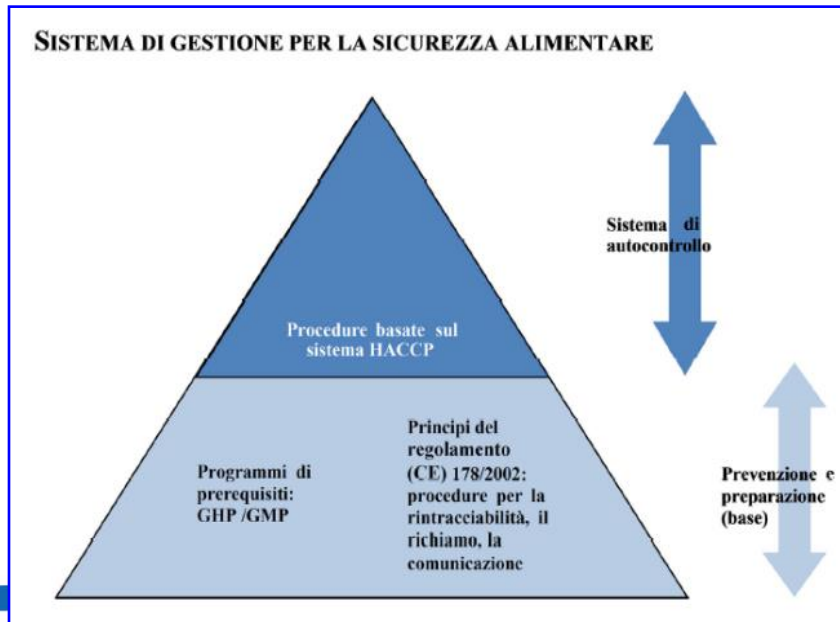 SISTEMA DI GESTIONE PER LA SICUREZZA ALIMENTARE
Sistema di
autocontrollo
Procedure basate sul
sistema HACCP
Programmi di
prerequisiti:
GHP /GMP
Principi del
regolamento
(CE) 178/2002:
procedure per la
rintracciabilità, il
richiamo, la
comunicazione
Prevenzione e
preparazione
(base)